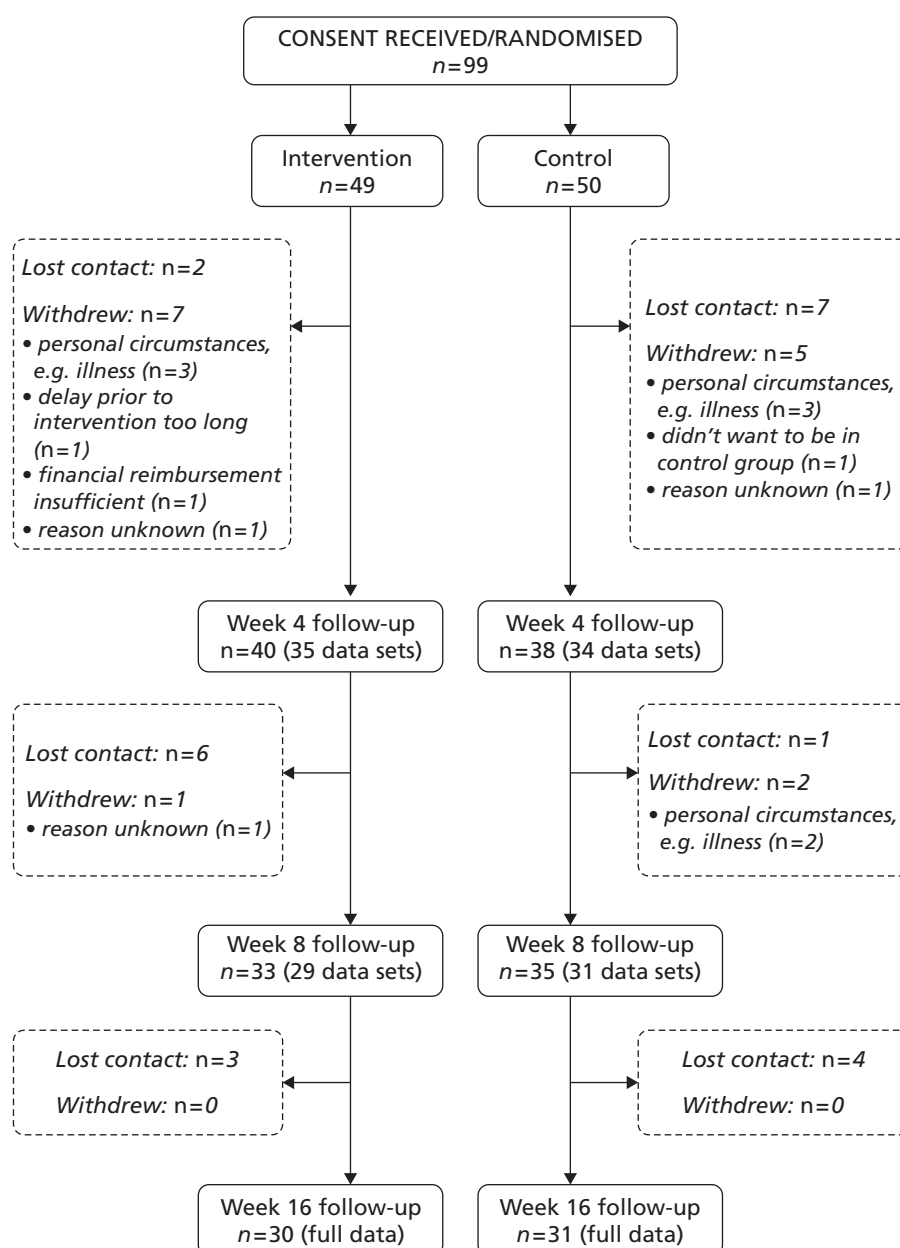 CONSENT RECEIVED/RANDOMISED
n=99
Intervention
n=49
Control
n=50
Lost contact: n=2
Withdrew: n=7
• personal circumstances,
e.g. illness (n=3)
• delay prior to
intervention too long
(n=1)
• financial reimbursement
insufficient (n=1)
• reason unknown (n=1)
Lost contact: n=7
Withdrew: n=5
• personal circumstances,
e.g. illness (n=3)
• didn't want to be in
control group (n=1)
• reason unknown (n=1)
Week 4 follow-up
n=40 (35 data sets)
Week 4 follow-up
n=38 (34 data sets)
Lost contact: n=6
Withdrew: n=1
• reason unknown (n=1)
Lost contact: n=1
Withdrew: n=2
• personal circumstances,
e.g. illness (n=2)
Week 8 follow-up
n=33 (29 data sets)
Week 8 follow-up
n=35 (31 data sets)
Lost contact: n=3
Withdrew: n=0
Lost contact: n=4
Withdrew: n=0
Week 16 follow-up
n=30 (full data)
Week 16 follow-up
n=31 (full data)